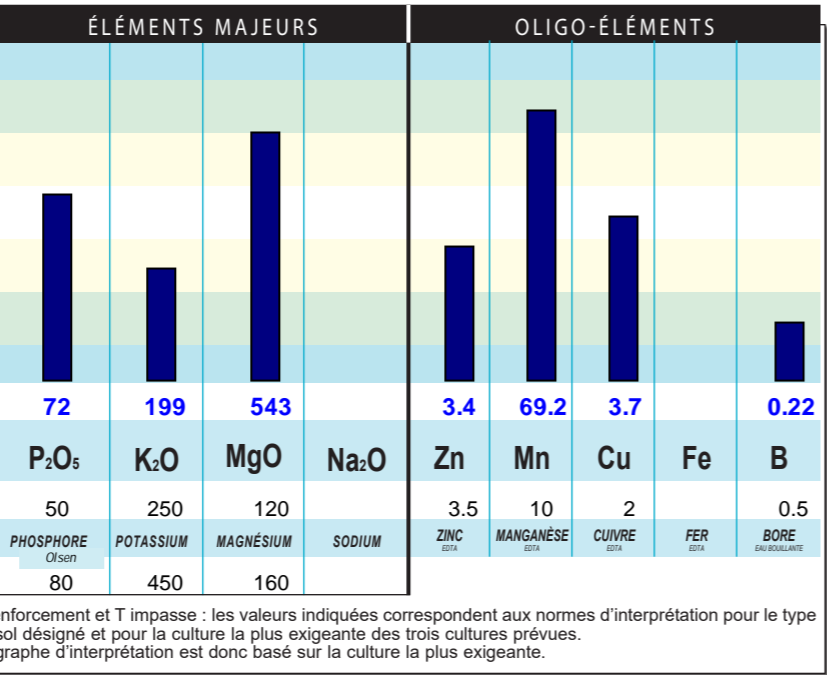 ÉLÉMENTS MAJEURS OLIGO-ÉLÉMENTS
72 199 543 3.4 69.2 3.7 0.22
P₂O₅ K₂O MgO Na₂O Zn Mn Cu Fe B
50 250 120 3.5 10 2 0.5
PHOSPHORE POTASSIUM MAGNÉSIUM SODIUM ZINC MANGANÈSE CUIVRE FER BORE
Olsen EDTA EDTA EDTA EDTA EAU BOUILLANTE
80 450 160
enforcement et T impasse : les valeurs indiquées correspondent aux normes d'interprétation pour le type
sol désigné et pour la culture la plus exigeante des trois cultures prévues.
graphe d'interprétation est donc basé sur la culture la plus exigeante.